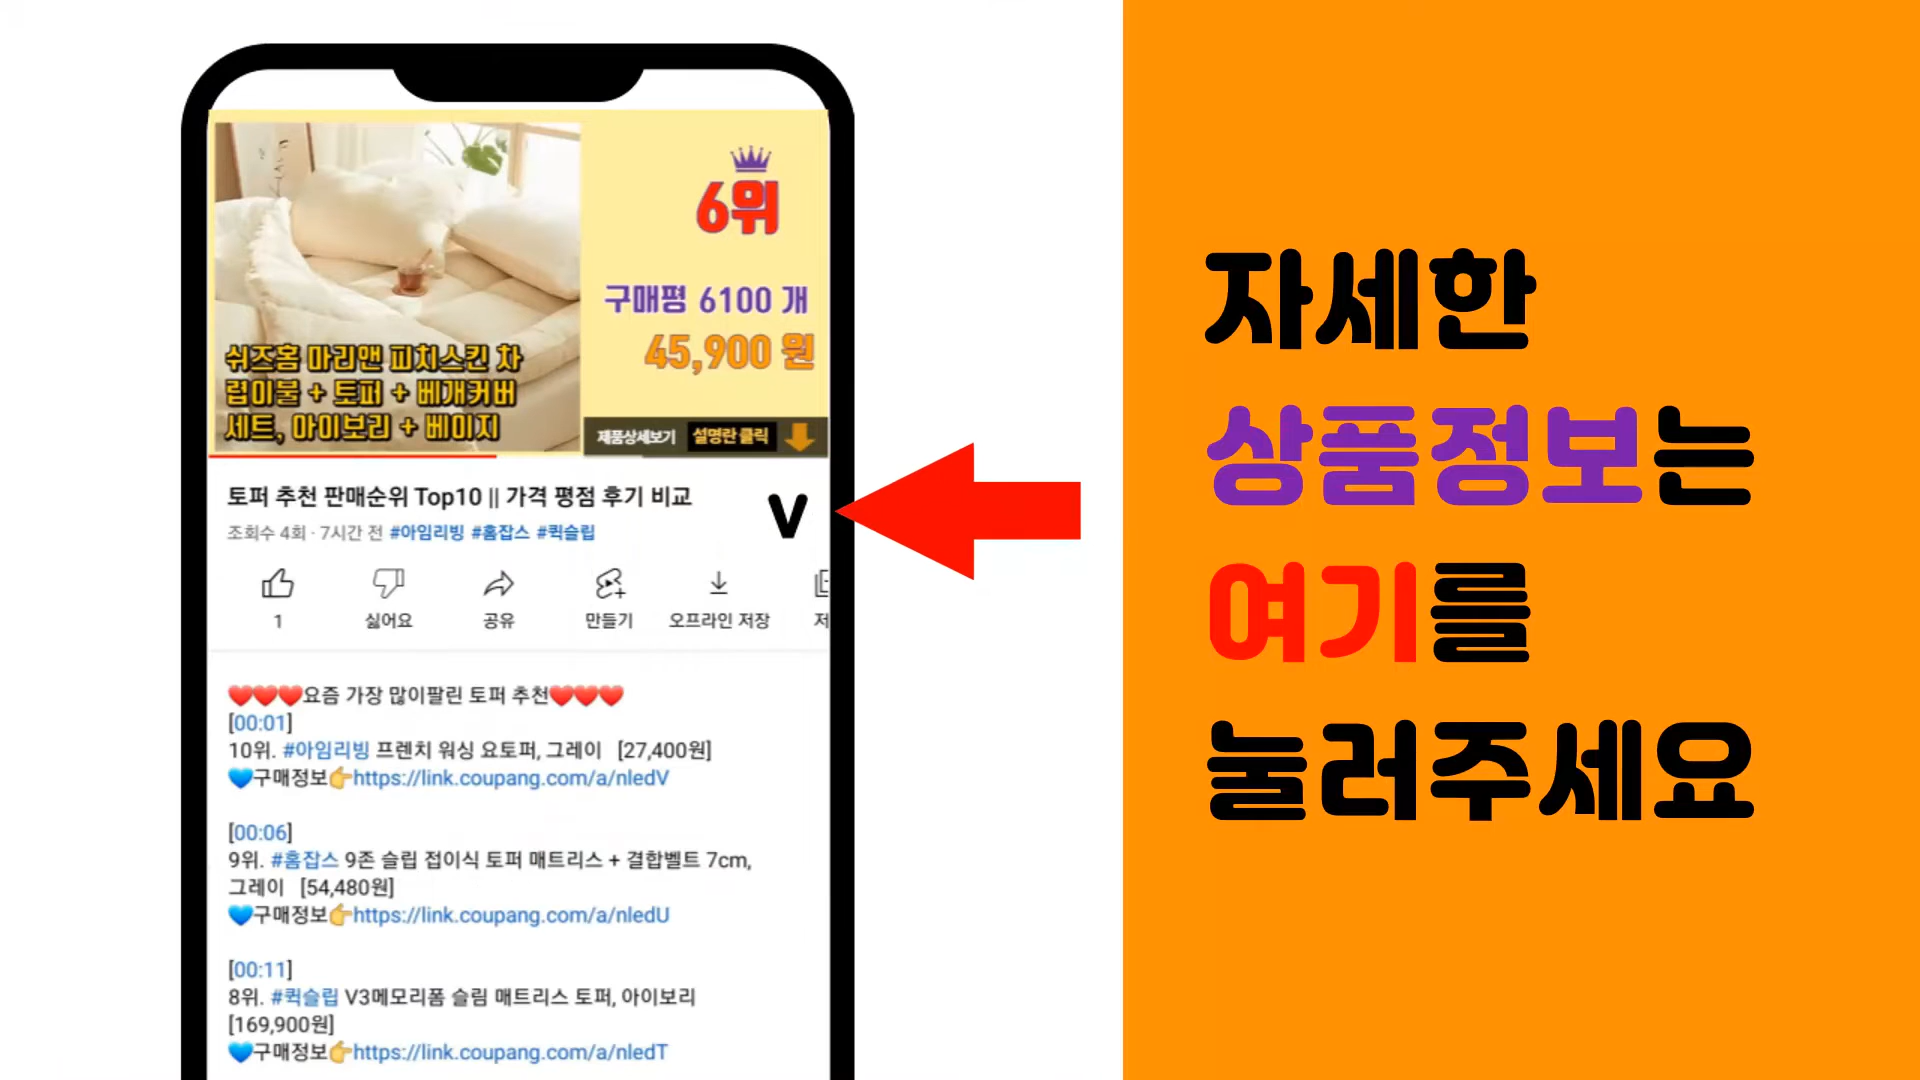 6위
구매평 6100 개
45,900 원
쉬즈홈 마리앤 피치스킨 차
렵이불 + 토퍼 + 베개커버
세트, 아이보리 + 베이지
제품상세보기 설명란 클릭
토퍼 추천 판매순위 Top10 || 가격 평점 후기 비교
V
조회수 4회 · 7시간 전 #아임리빙 #홈잡스 #퀵슬립
1 싫어요 공유 만들기 오프라인 저장 저
❤️❤️❤️요즘 가장 많이팔린 토퍼 추천❤️❤️❤️
[00:01]
10위. #아임리빙 프렌치 워싱 요토퍼, 그레이 [27,400원]
💙구매정보👉https://link.coupang.com/a/nledV
[00:06]
9위. #홈잡스 9존 슬립 접이식 토퍼 매트리스 + 결합벨트 7cm,
그레이 [54,480원]
💙구매정보👉https://link.coupang.com/a/nledU
[00:11]
8위. #퀵슬립 V3메모리폼 슬림 매트리스 토퍼, 아이보리
[169,900원]
💙구매정보👉https://link.coupang.com/a/nledT
자세한
상품정보는
여기를
눌러주세요